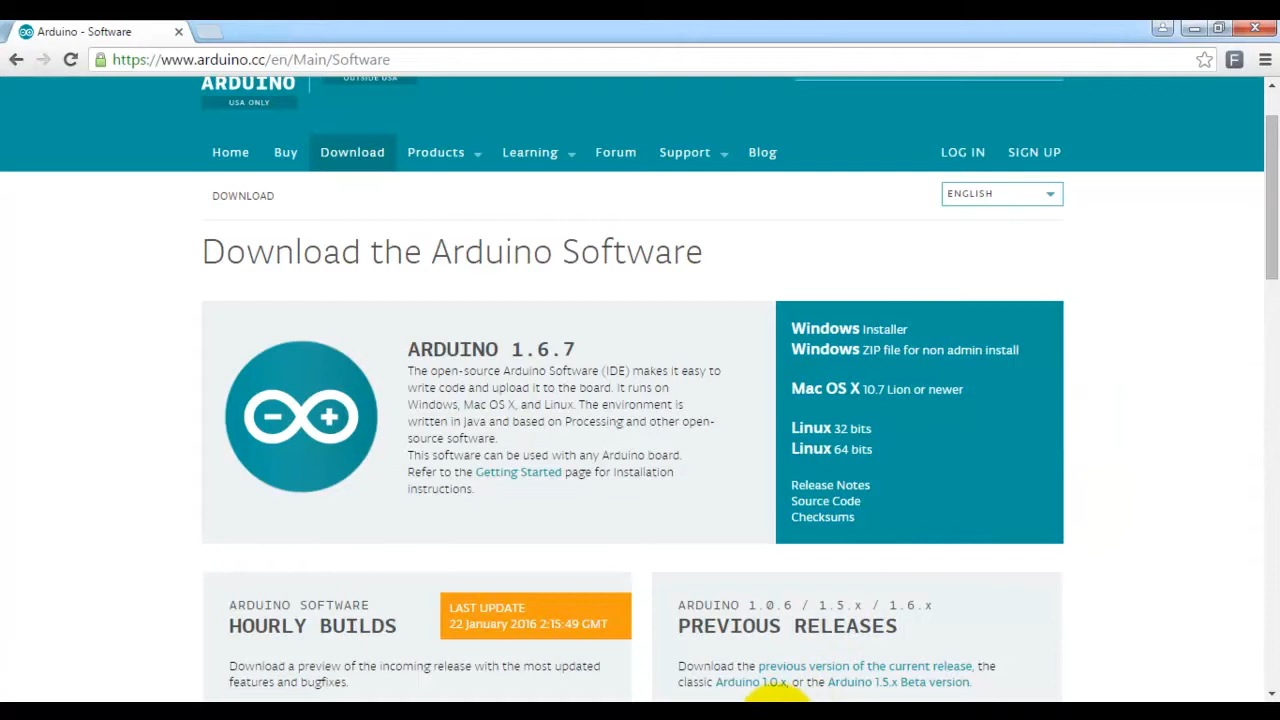 Arduino - Software
https://www.arduino.cc/en/Main/Software
ARDUINO
USA ONLY
OUTSIDE USA
Home Buy Download Products Learning Forum Support Blog LOG IN SIGN UP
DOWNLOAD
ENGLISH
Download the Arduino Software
ARDUINO 1.6.7
The open-source Arduino Software (IDE) makes it easy to
write code and upload it to the board. It runs on
Windows, Mac OS X, and Linux. The environment is
written in Java and based on Processing and other open-
source software.
This software can be used with any Arduino board.
Refer to the Getting Started page for Installation
instructions.
Windows Installer
Windows ZIP file for non admin install
Mac OS X 10.7 Lion or newer
Linux 32 bits
Linux 64 bits
Release Notes
Source Code
Checksums
ARDUINO SOFTWARE
HOURLY BUILDS
LAST UPDATE
22 January 2016 2:15:49 GMT
Download a preview of the incoming release with the most updated
features and bugfixes.
ARDUINO 1.0.6 / 1.5.x / 1.6.x
PREVIOUS RELEASES
Download the previous version of the current release, the
classic Arduino 1.0.x, or the Arduino 1.5.x Beta version.